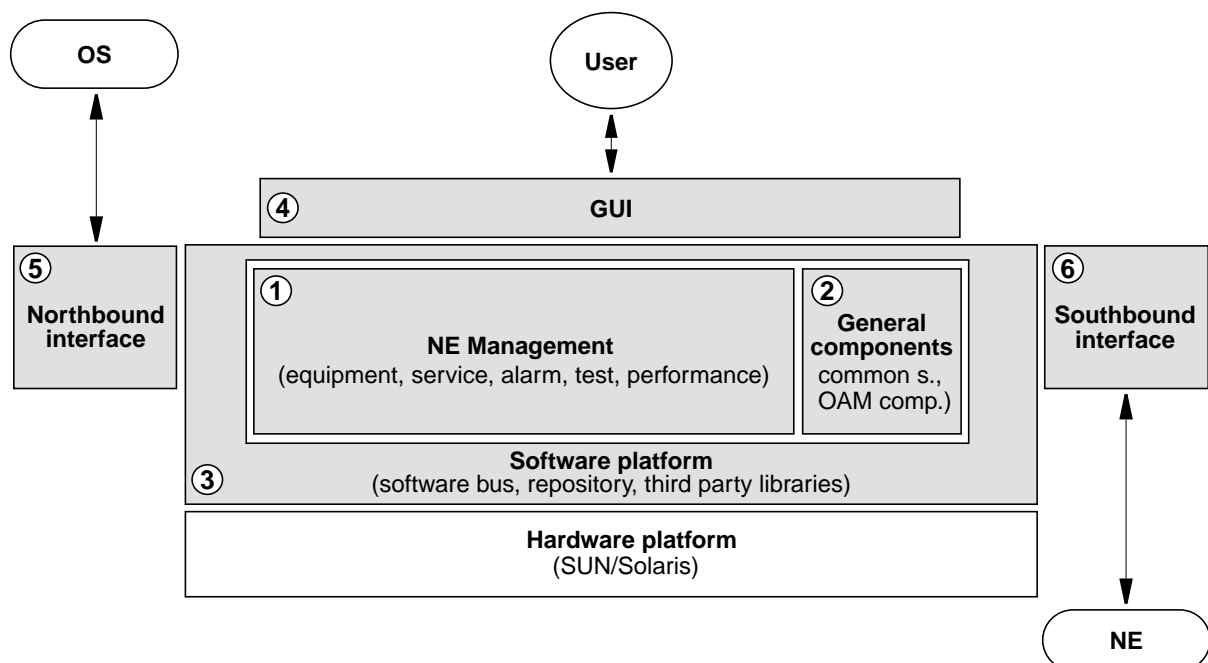 OS
User
4
GUI
5
Northbound
interface
1
NE Management
(equipment, service, alarm, test, performance)
2
General
components
common s.,
OAM comp.)
6
Southbound
interface
3
Software platform
(software bus, repository, third party libraries)
Hardware platform
(SUN/Solaris)
NE